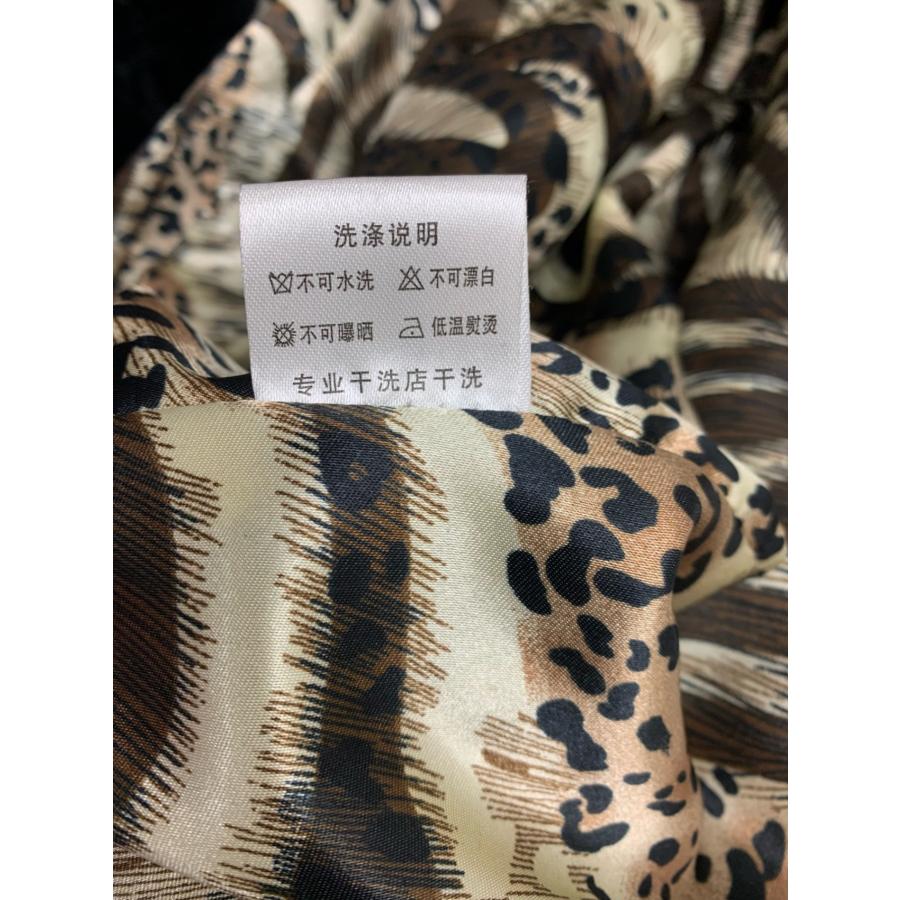 洗涤说明
不可水洗 不可漂白
不可曝晒 低温熨烫
专业干洗店干洗